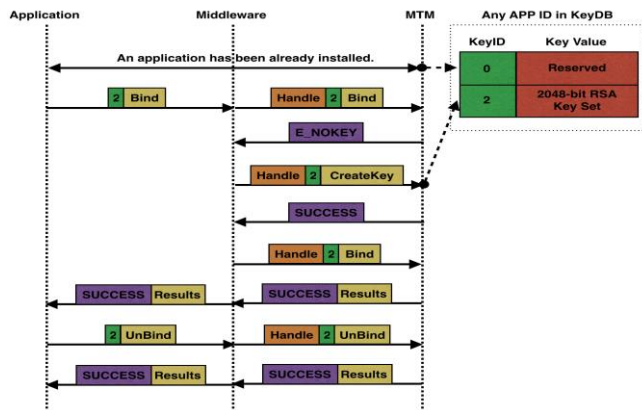 Application Middleware MTM Any APP ID in KeyDB
KeyID Key Value
An application has been already installed.
0 Reserved
2 Bind Handle 2 Bind
2 2048-bit RSA
Key Set
E_NOKEY
Handle 2 CreateKey
SUCCESS
Handle 2 Bind
SUCCESS Results SUCCESS Results
2 UnBind Handle 2 UnBind
SUCCESS Results SUCCESS Results